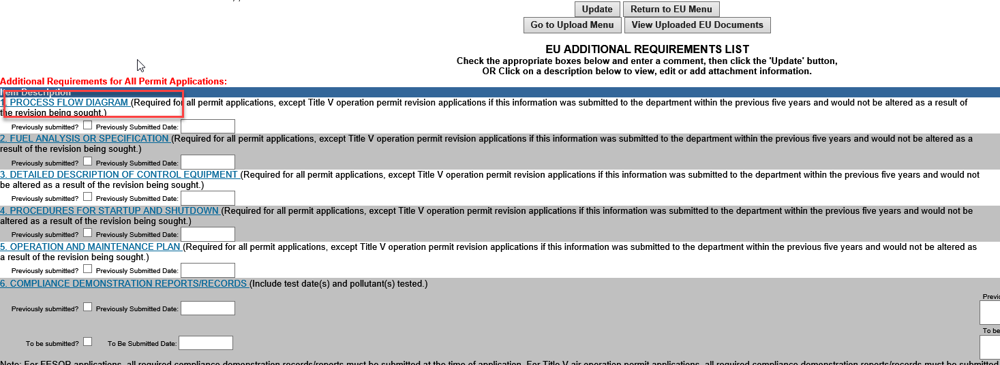 Update Return to EU Menu
Go to Upload Menu View Uploaded EU Documents
EU ADDITIONAL REQUIREMENTS LIST
Check the appropriate boxes below and enter a comment, then click the 'Update' button,
OR Click on a description below to view, edit or add attachment information.
Additional Requirements for All Permit Applications:
Item Description
1. PROCESS FLOW DIAGRAM (Required for all permit applications, except Title V operation permit revision applications if this information was submitted to the department within the previous five years and would not be altered as a result of
the revision being sought.)
Previously submitted? Previously Submitted Date:
2. FUEL ANALYSIS OR SPECIFICATION (Required for all permit applications, except Title V operation permit revision applications if this information was submitted to the department within the previous five years and would not be altered as a
result of the revision being sought.)
Previously submitted? Previously Submitted Date:
3. DETAILED DESCRIPTION OF CONTROL EQUIPMENT (Required for all permit applications, except Title V operation permit revision applications if this information was submitted to the department within the previous five years and would not
be altered as a result of the revision being sought.)
Previously submitted? Previously Submitted Date:
4. PROCEDURES FOR STARTUP AND SHUTDOWN (Required for all permit applications, except Title V operation permit revision applications if this information was submitted to the department within the previous five years and would not be
altered as a result of the revision being sought.)
Previously submitted? Previously Submitted Date:
5. OPERATION AND MAINTENANCE PLAN (Required for all permit applications, except Title V operation permit revision applications if this information was submitted to the department within the previous five years and would not be altered as
a result of the revision being sought.)
Previously submitted? Previously Submitted Date:
6. COMPLIANCE DEMONSTRATION REPORTS/RECORDS (Include test date(s) and pollutant(s) tested.)
Previously submitted? Previously Submitted Date:
To be submitted? To Be Submitted Date:
To be
Note: For FESOP applications, all required compliance demonstration records/reports must be submitted at the time of application. For Title V air operation permit applications, all required compliance demonstration reports/records must be submitted